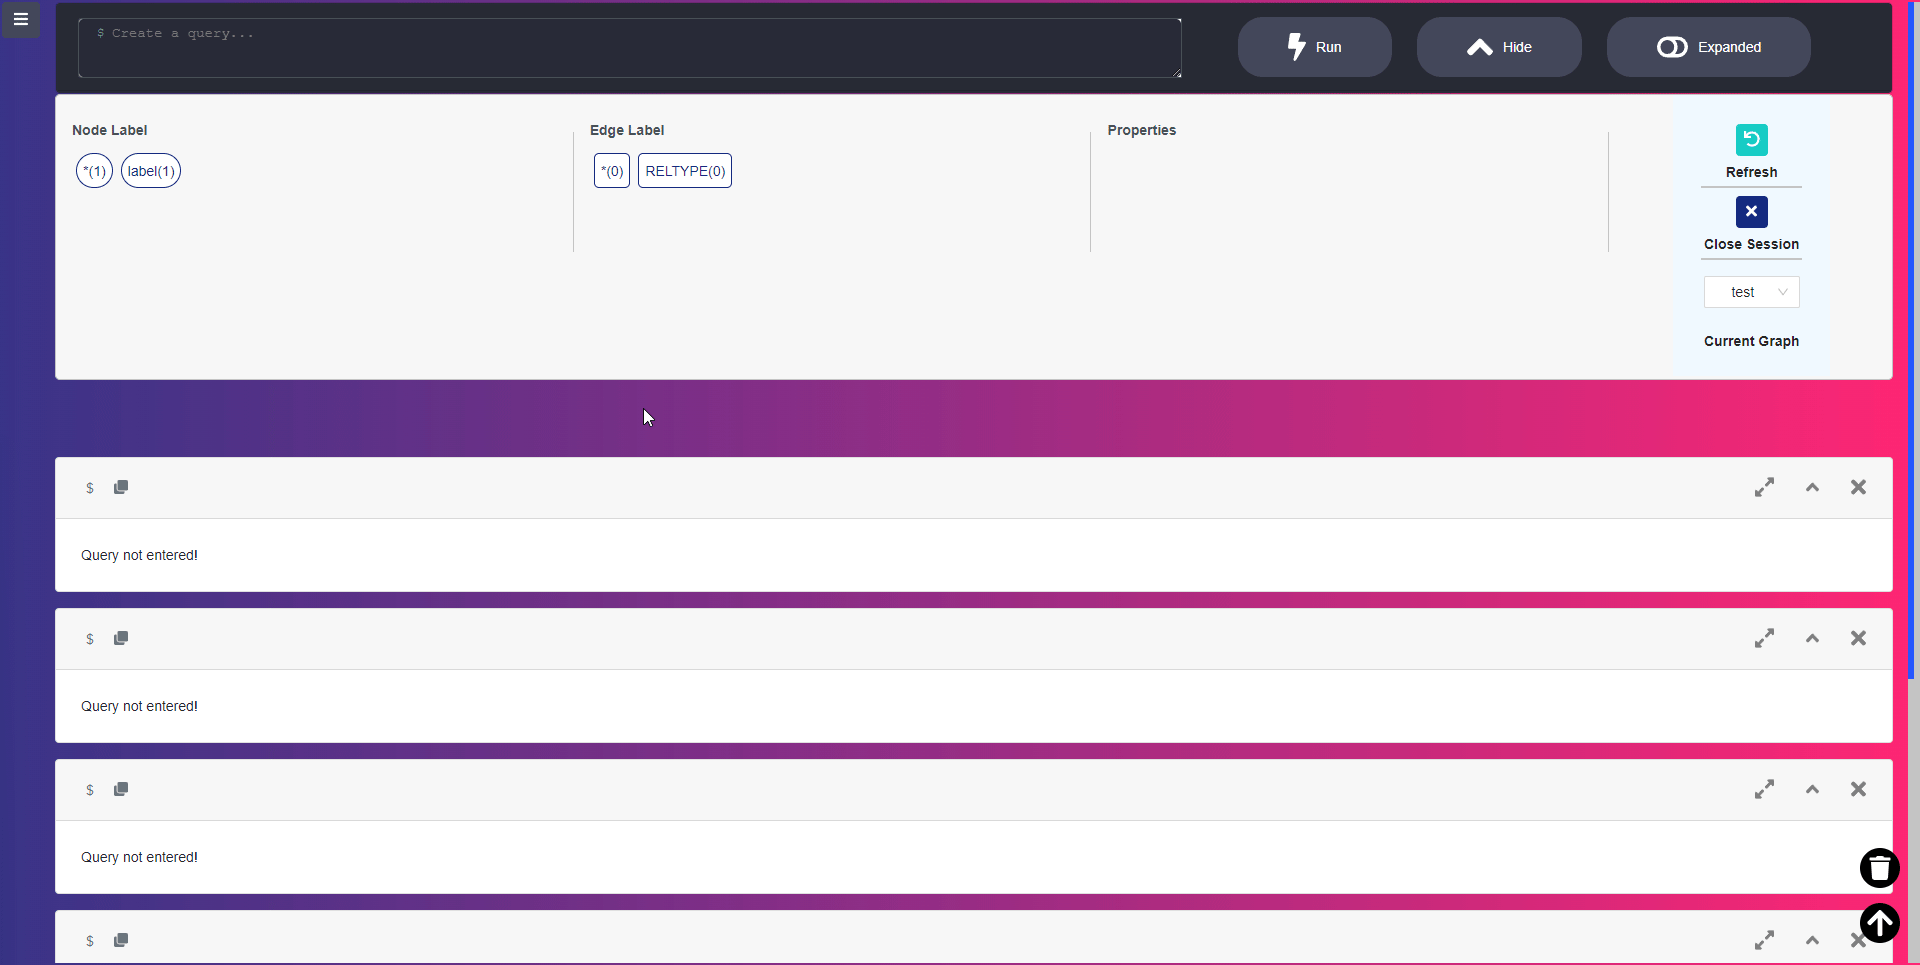 $ Create a query...
Run
Hide
Expanded
Node Label
*(1) label(1)
Edge Label
*(0) RELTYPE(0)
Properties
Refresh
Close Session
test
Current Graph
$
Query not entered!
$
Query not entered!
$
Query not entered!
$